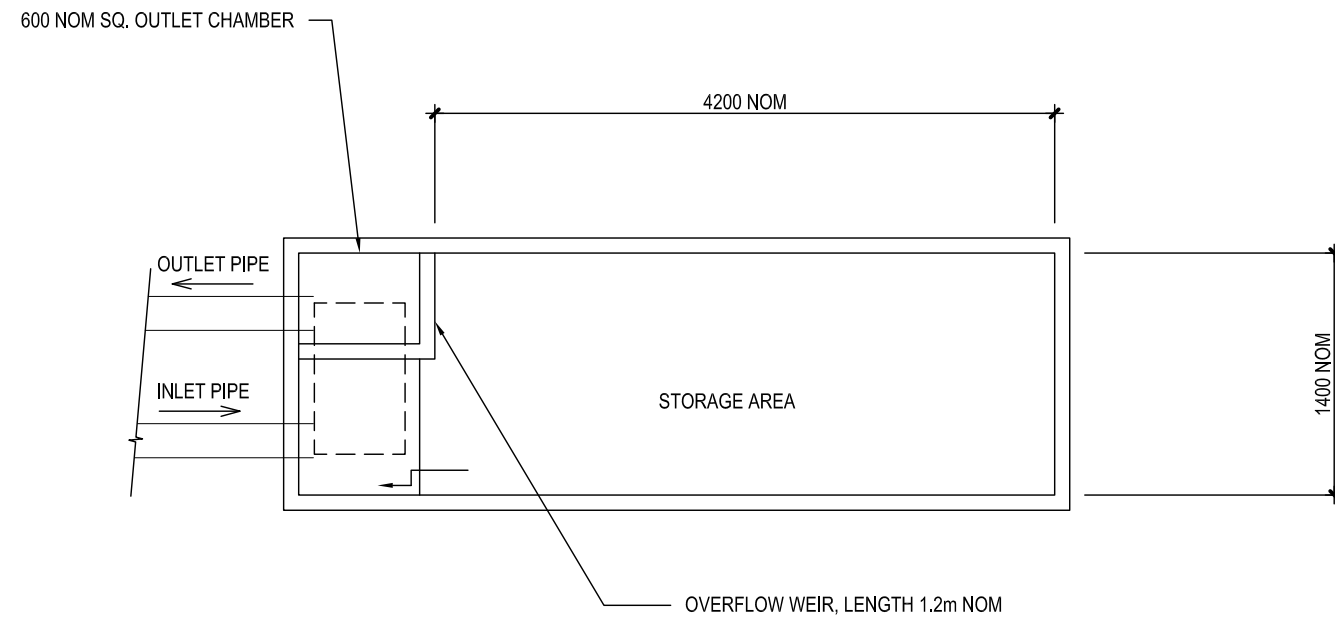 600 NOM SQ. OUTLET CHAMBER
4200 NOM
OUTLET PIPE
INLET PIPE
STORAGE AREA
1400 NOM
OVERFLOW WEIR, LENGTH 1.2m NOM